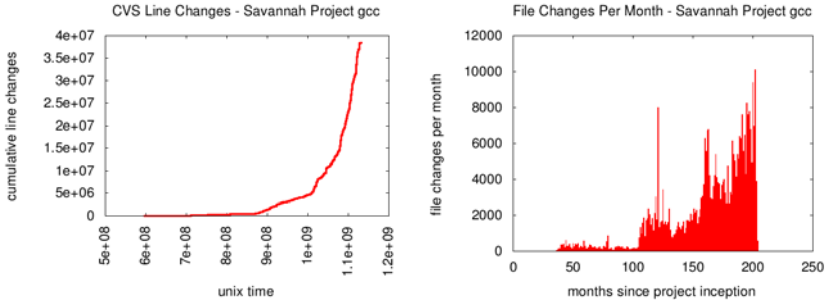 CVS Line Changes - Savannah Project gcc
cumulative line changes
4e+07
3.5e+07
3e+07
2.5e+07
2e+07
1.5e+07
1e+07
5e+06
0
5e+08
6e+08
7e+08
8e+08
9e+08
1e+09
1.1e+09
1.2e+09
unix time
File Changes Per Month - Savannah Project gcc
file changes per month
12000
10000
8000
6000
4000
2000
0
0 50 100 150 200 250
months since project inception